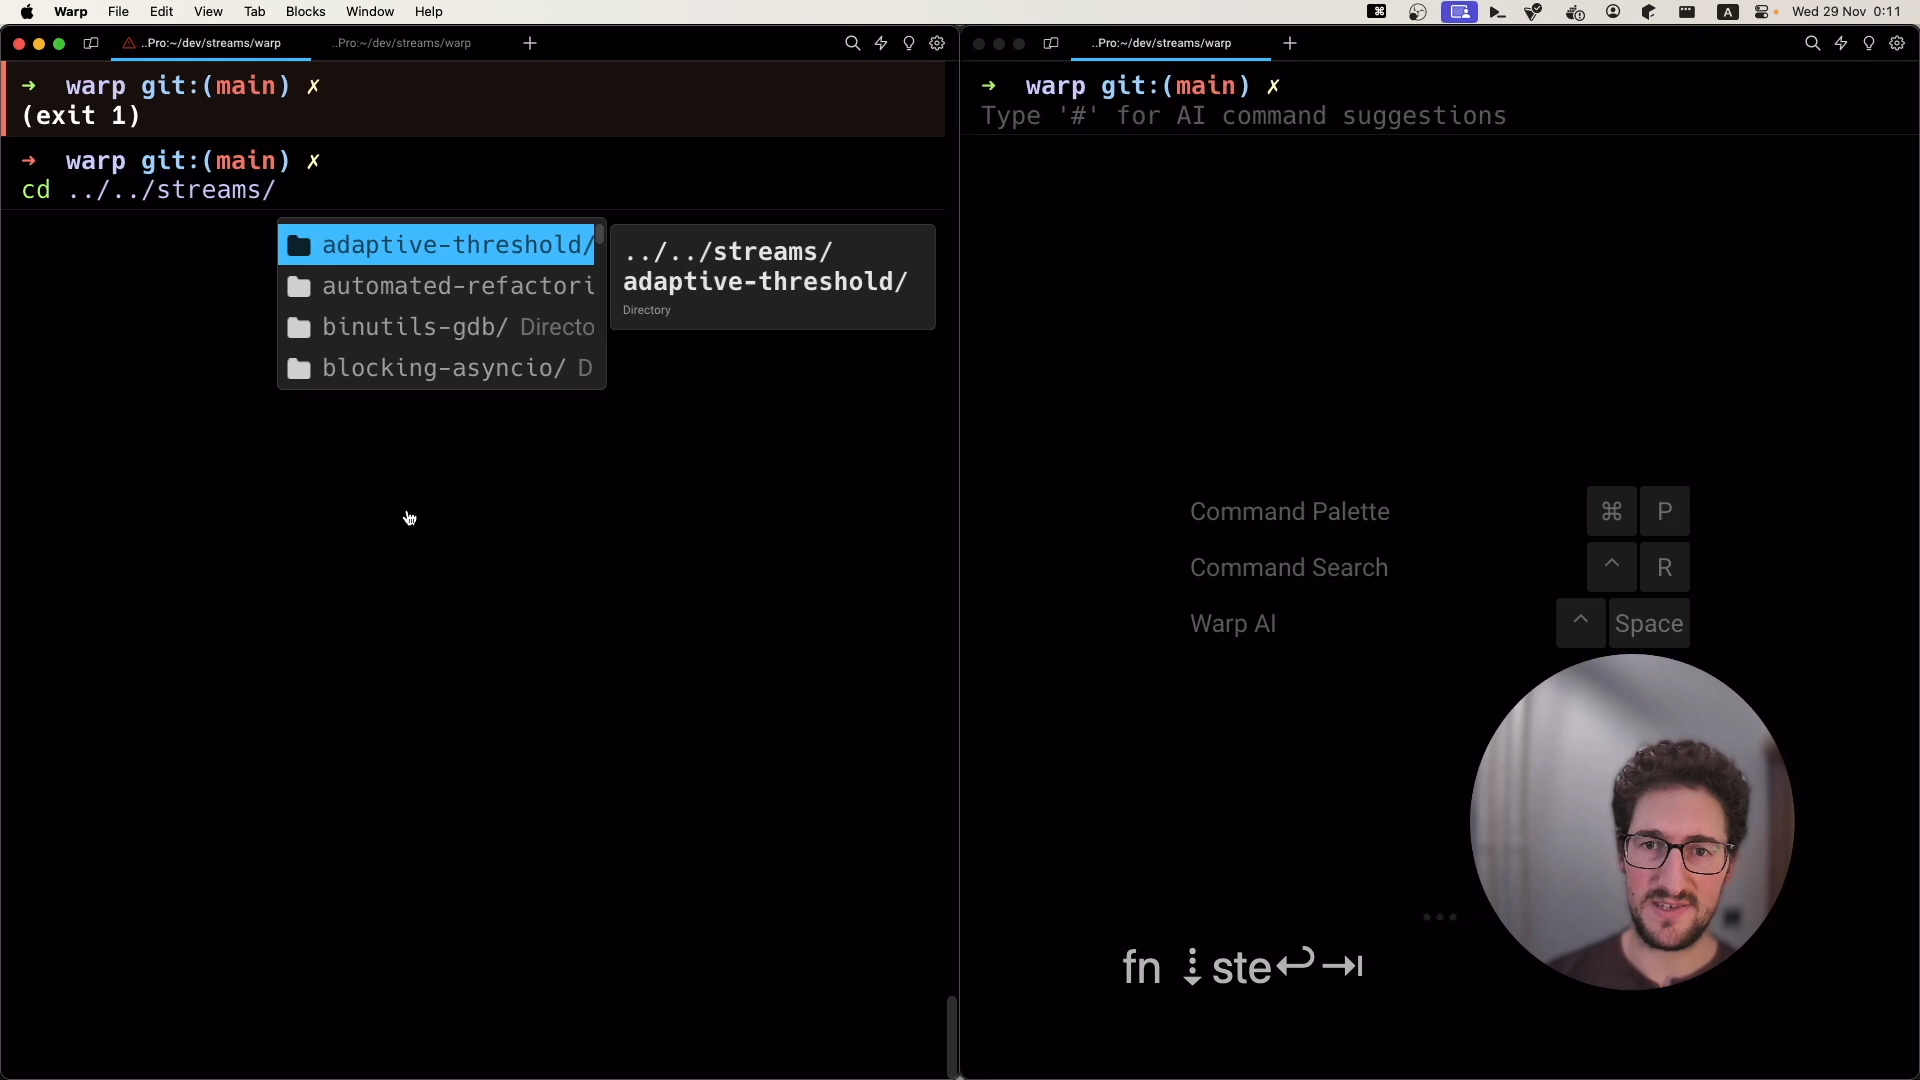 Warp File Edit View Tab Blocks Window Help
A Wed 29 Nov 0:11
..Pro:~/dev/streams/warp ..Pro:~/dev/streams/warp +
→ warp git:(main) ✗
(exit 1)
→ warp git:(main) ✗
cd ../../streams/
adaptive-threshold/
automated-refactori
binutils-gdb/ Directo
blocking-asyncio/ D
../../streams/
adaptive-threshold/
Directory
..Pro:~/dev/streams/warp +
→ warp git:(main) ✗
Type '#' for AI command suggestions
Command Palette ⌘ P
Command Search ^ R
Warp AI ^ Space
fn ⇣ste↩⇥